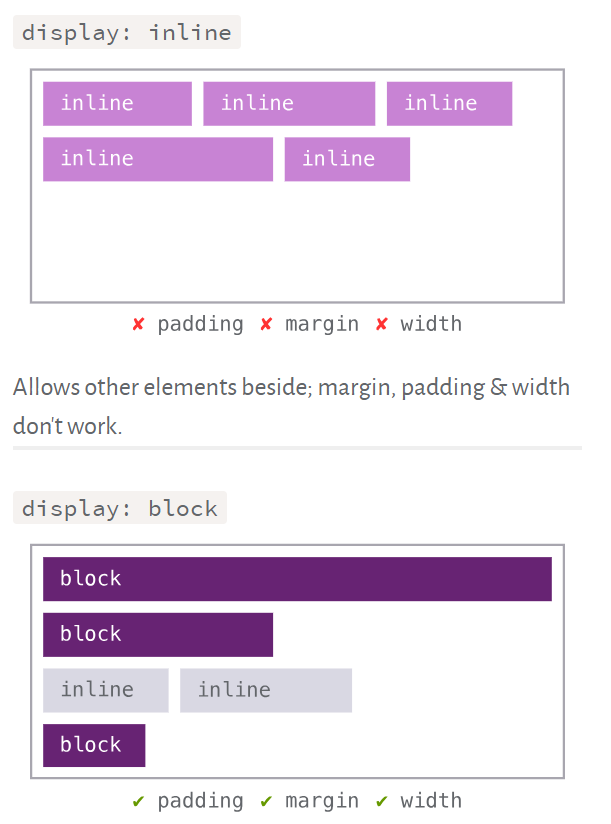 display: inline
inline inline inline
inline inline
✘ padding ✘ margin ✘ width
Allows other elements beside; margin, padding & width
don't work.
display: block
block
block
inline inline
block
✔ padding ✔ margin ✔ width